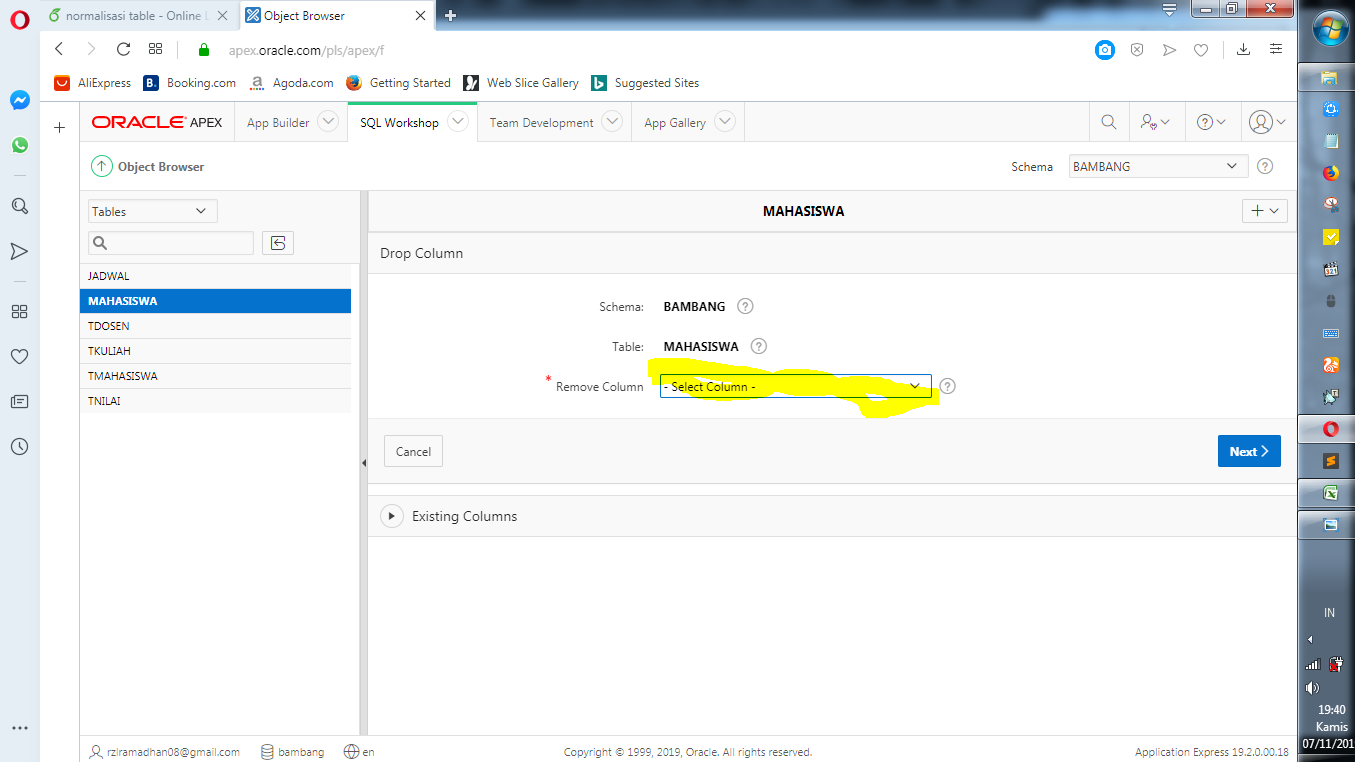 normalisasi table - Online L
Object Browser
apex.oracle.com/pls/apex/f
AliExpress
B. Booking.com
a Agoda.com
Getting Started
Web Slice Gallery
b Suggested Sites
ORACLE APEX
App Builder
SQL Workshop
Team Development
App Gallery
Object Browser
Schema
BAMBANG
Tables
MAHASISWA
JADWAL
MAHASISWA
TDOSEN
TKULIAH
TMAHASISWA
TNILAI
Drop Column
Schema: BAMBANG
Table: MAHASISWA
* Remove Column - Select Column -
Cancel
Next
Existing Columns
rziramadhan08@gmail.com
bambang
en
Copyright © 1999, 2019, Oracle. All rights reserved.
Application Express 19.2.0.00.18
321
IN
19:40
Kamis
07/11/201